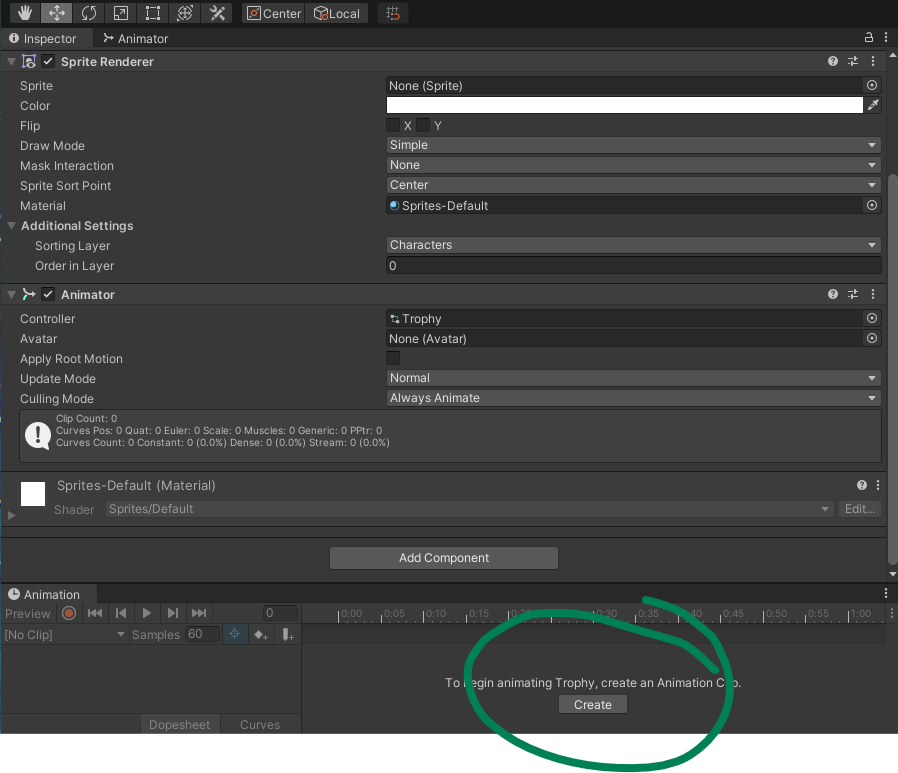 Center Local
Inspector Animator
Sprite Renderer
Sprite None (Sprite)
Color
Flip X Y
Draw Mode Simple
Mask Interaction None
Sprite Sort Point Center
Material Sprites-Default
Additional Settings
Sorting Layer Characters
Order in Layer 0
Animator
Controller Trophy
Avatar None (Avatar)
Apply Root Motion
Update Mode Normal
Culling Mode Always Animate
Clip Count: 0
Curves Pos: 0 Quat: 0 Euler: 0 Scale: 0 Muscles: 0 Generic: 0 PPtr: 0
Curves Count: 0 Constant: 0 (0.0%) Dense: 0 (0.0%) Stream: 0 (0.0%)
Sprites-Default (Material)
Shader Sprites/Default Edit...
Add Component
Animation
Preview 0 0:00 0:05 0:10 0:15 0:20 0:25 0:30 0:35 0:40 0:45 0:50 0:55 1:00
[No Clip] Samples 60
To begin animating Trophy, create an Animation Clip.
Create
Dopesheet Curves